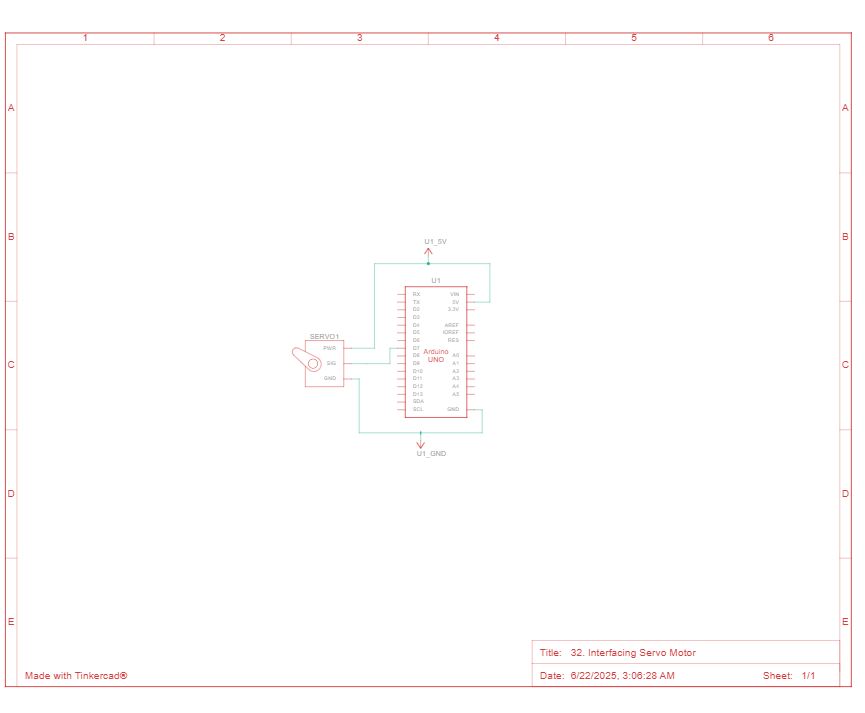 1 2 3 4 5 6
A A
B B
U1_5V
U1
RX VIN
TX 5V
D2 3.3V
D3
D4 AREF
D5 IOREF
D6 RES
SERVO1
PWR D7
Arduino
D8 A0
UNO
SIG D9 A1
C C
D10 A2
GND D11 A3
D12 A4
D13 A5
SDA
SCL GND
U1_GND
D D
E E
Title: 32. Interfacing Servo Motor
Made with Tinkercad®
Date: 6/22/2025, 3:06:28 AM Sheet: 1/1